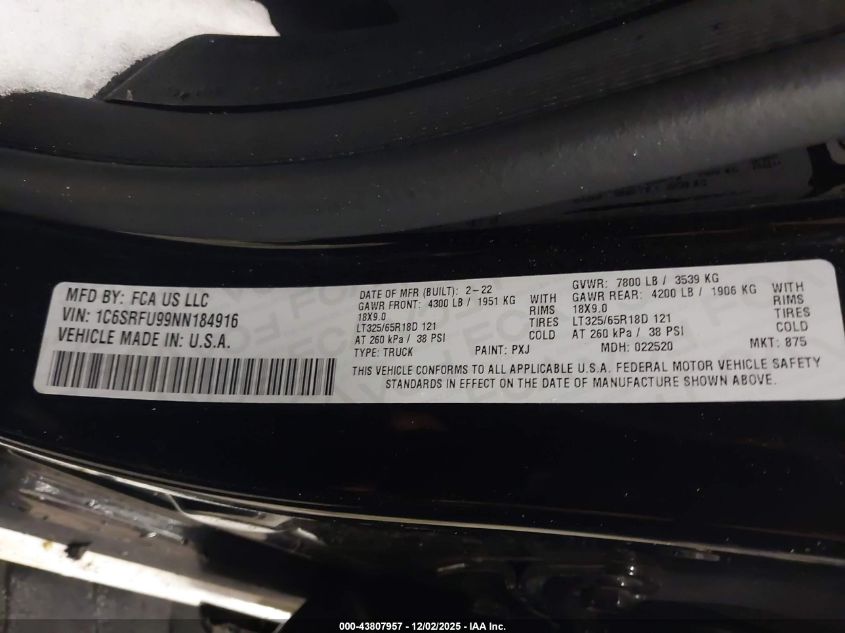 MFD BY: FCA US LLC
VIN: 1C6SRFU99NN184916
VEHICLE MADE IN: U.S.A.
DATE OF MFR (BUILT): 2-22 GVWR: 7800 LB / 3539 KG
GAWR FRONT: 4300 LB / 1951 KG WITH GAWR REAR: 4200 LB / 1906 KG WITH
18X9.0 RIMS 18X9.0 RIMS
LT325/65R18D 121 TIRES LT325/65R18D 121 TIRES
AT 260 kPa / 38 PSI COLD AT 260 kPa / 38 PSI COLD
TYPE: TRUCK PAINT: PXJ MDH: 022520 MKT: 875
THIS VEHICLE CONFORMS TO ALL APPLICABLE U.S.A. FEDERAL MOTOR VEHICLE SAFETY
STANDARDS IN EFFECT ON THE DATE OF MANUFACTURE SHOWN ABOVE.
000-43807957 - 12/02/2025 - IAA Inc.